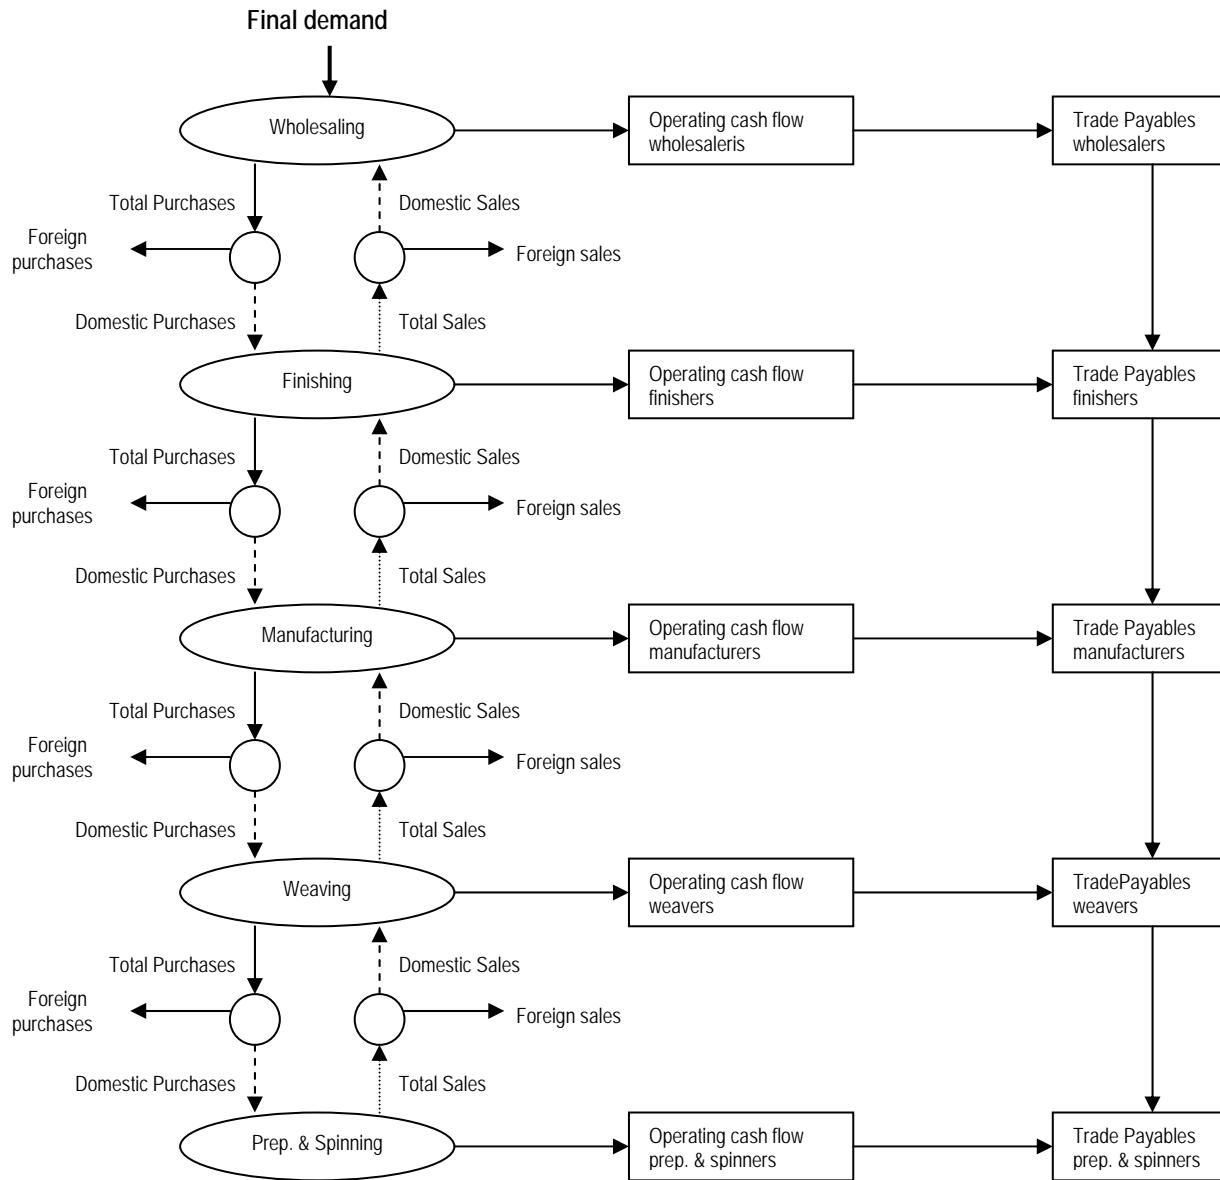 Final demand
Wholesaling
Operating cash flow
wholesaleris
Trade Payables
wholesalers
Total Purchases
Domestic Sales
Foreign
purchases
Foreign sales
Domestic Purchases
Total Sales
Finishing
Operating cash flow
finishers
Trade Payables
finishers
Total Purchases
Domestic Sales
Foreign
purchases
Foreign sales
Domestic Purchases
Total Sales
Manufacturing
Operating cash flow
manufacturers
Trade Payables
manufacturers
Total Purchases
Domestic Sales
Foreign
purchases
Foreign sales
Domestic Purchases
Total Sales
Weaving
Operating cash flow
weavers
TradePayables
weavers
Total Purchases
Domestic Sales
Foreign
purchases
Foreign sales
Domestic Purchases
Total Sales
Prep. & Spinning
Operating cash flow
prep. & spinners
Trade Payables
prep. & spinners